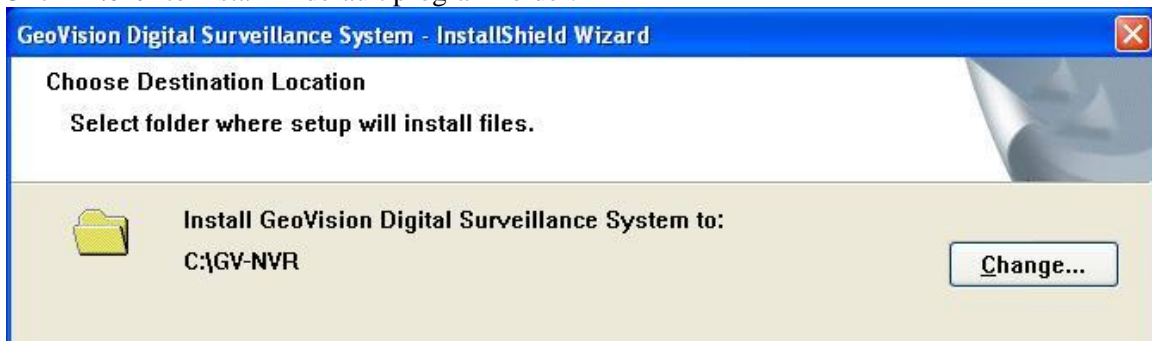 GeoVision Digital Surveillance System - InstallShield Wizard
Choose Destination Location
Select folder where setup will install files.
Install GeoVision Digital Surveillance System to:
C:\GV-NVR
Change...